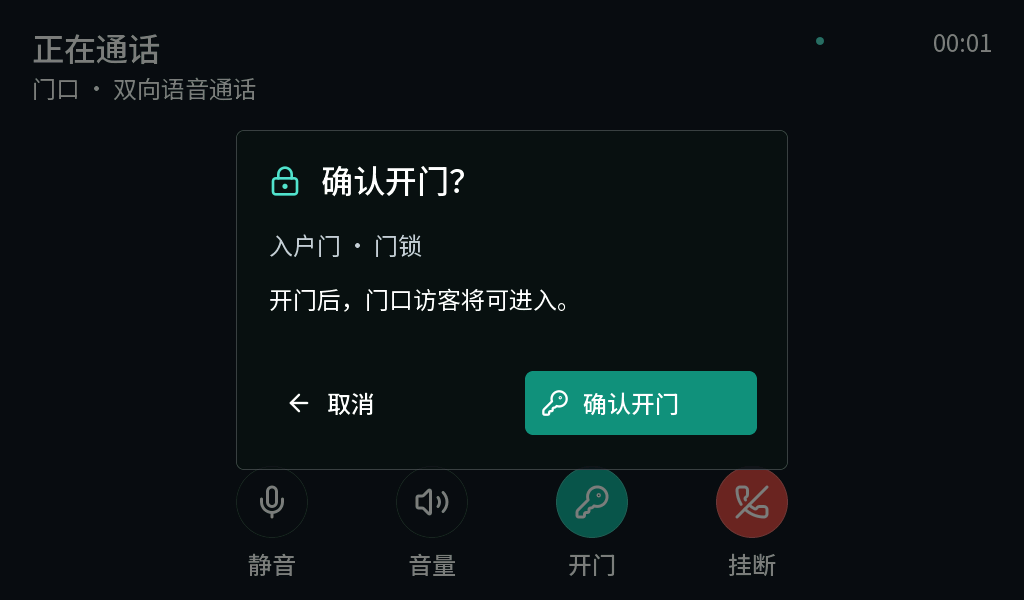 正在通话
00:01
门口 · 双向语音通话
确认开门?
入户门 · 门锁
开门后，门口访客将可进入。
取消
确认开门
静音
音量
开门
挂断